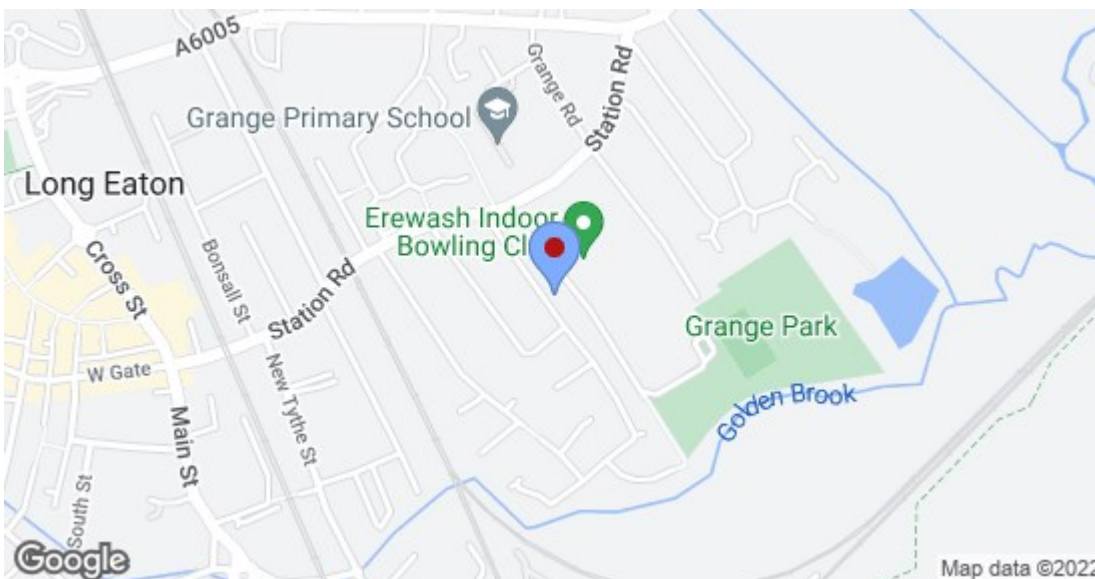 A6005
Grange Rd
Station Rd
Grange Primary School
Long Eaton
Erewash Indoor
Bowling Cl
Cross St
Bonsall St
Station Rd
Grange Park
W Gate
New Tythe St
Golden Brook
Main St
South St
Google
Map data ©2022